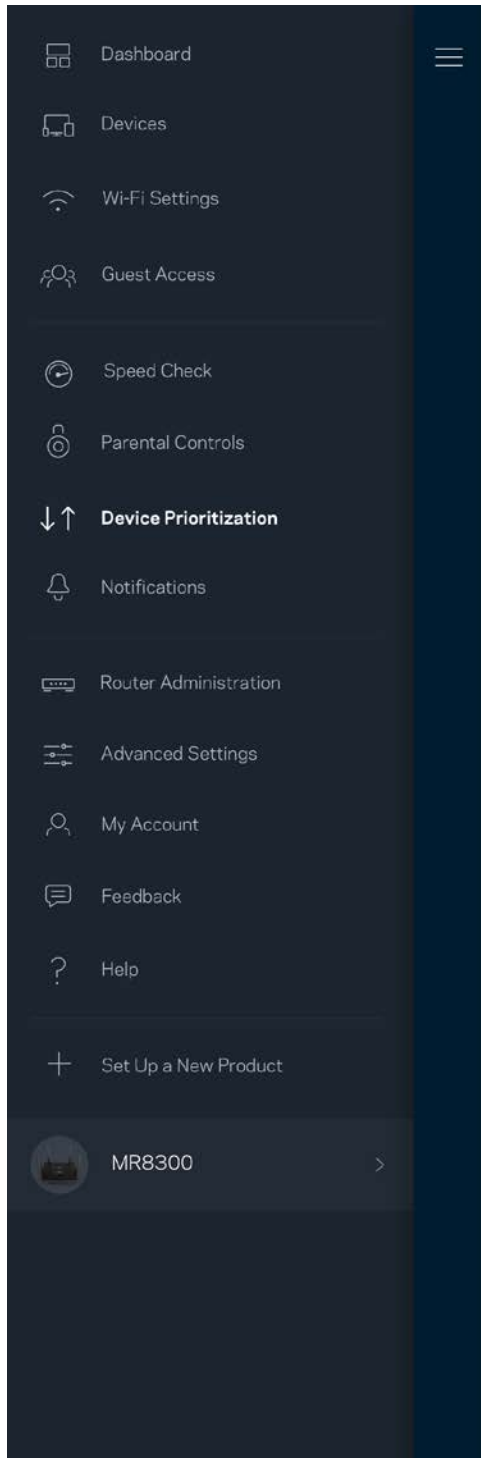 Dashboard
Devices
Wi-Fi Settings
Guest Access
Speed Check
Parental Controls
Device Prioritization
Notifications
Router Administration
Advanced Settings
My Account
Feedback
Help
Set Up a New Product
MR8300